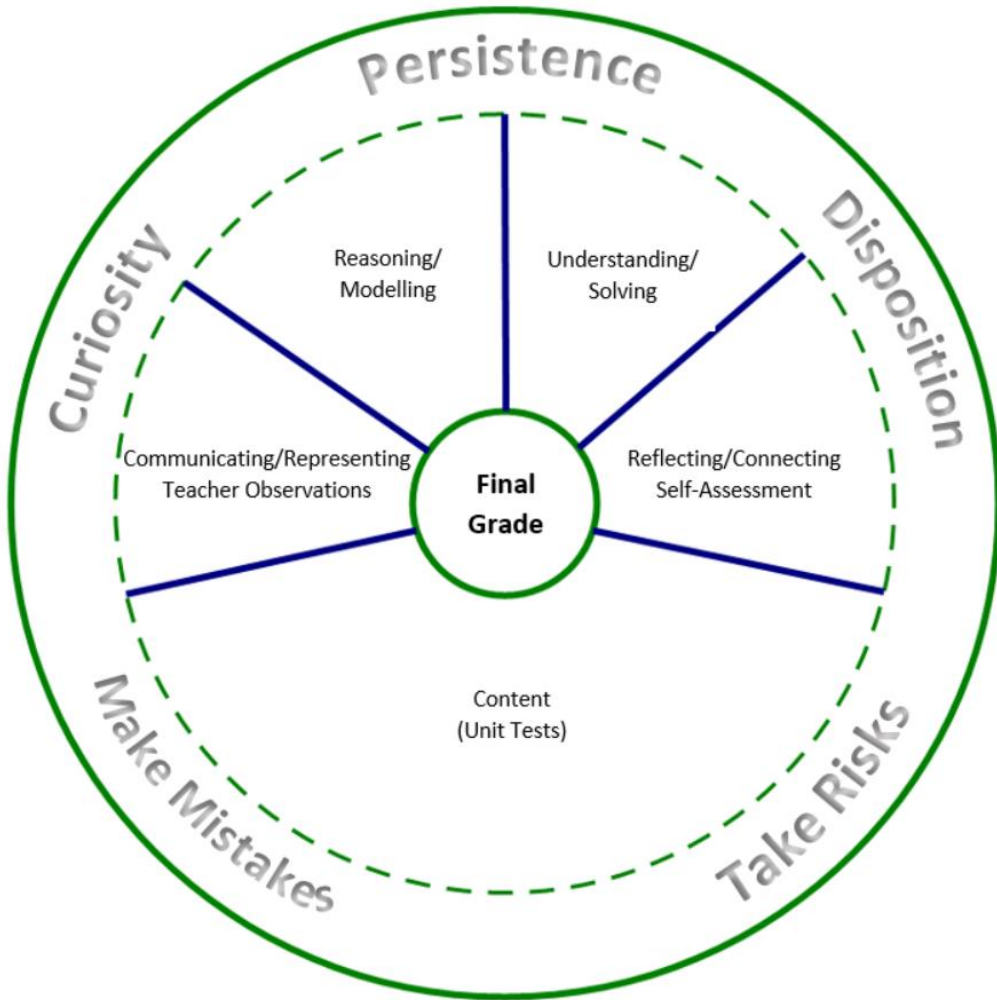 Persistence
Curiosity
Disposition
Reasoning/
Modelling
Understanding/
Solving
Communicating/Representing
Teacher Observations
Final
Grade
Reflecting/Connecting
Self-Assessment
Content
(Unit Tests)
Make Mistakes
Take Risks